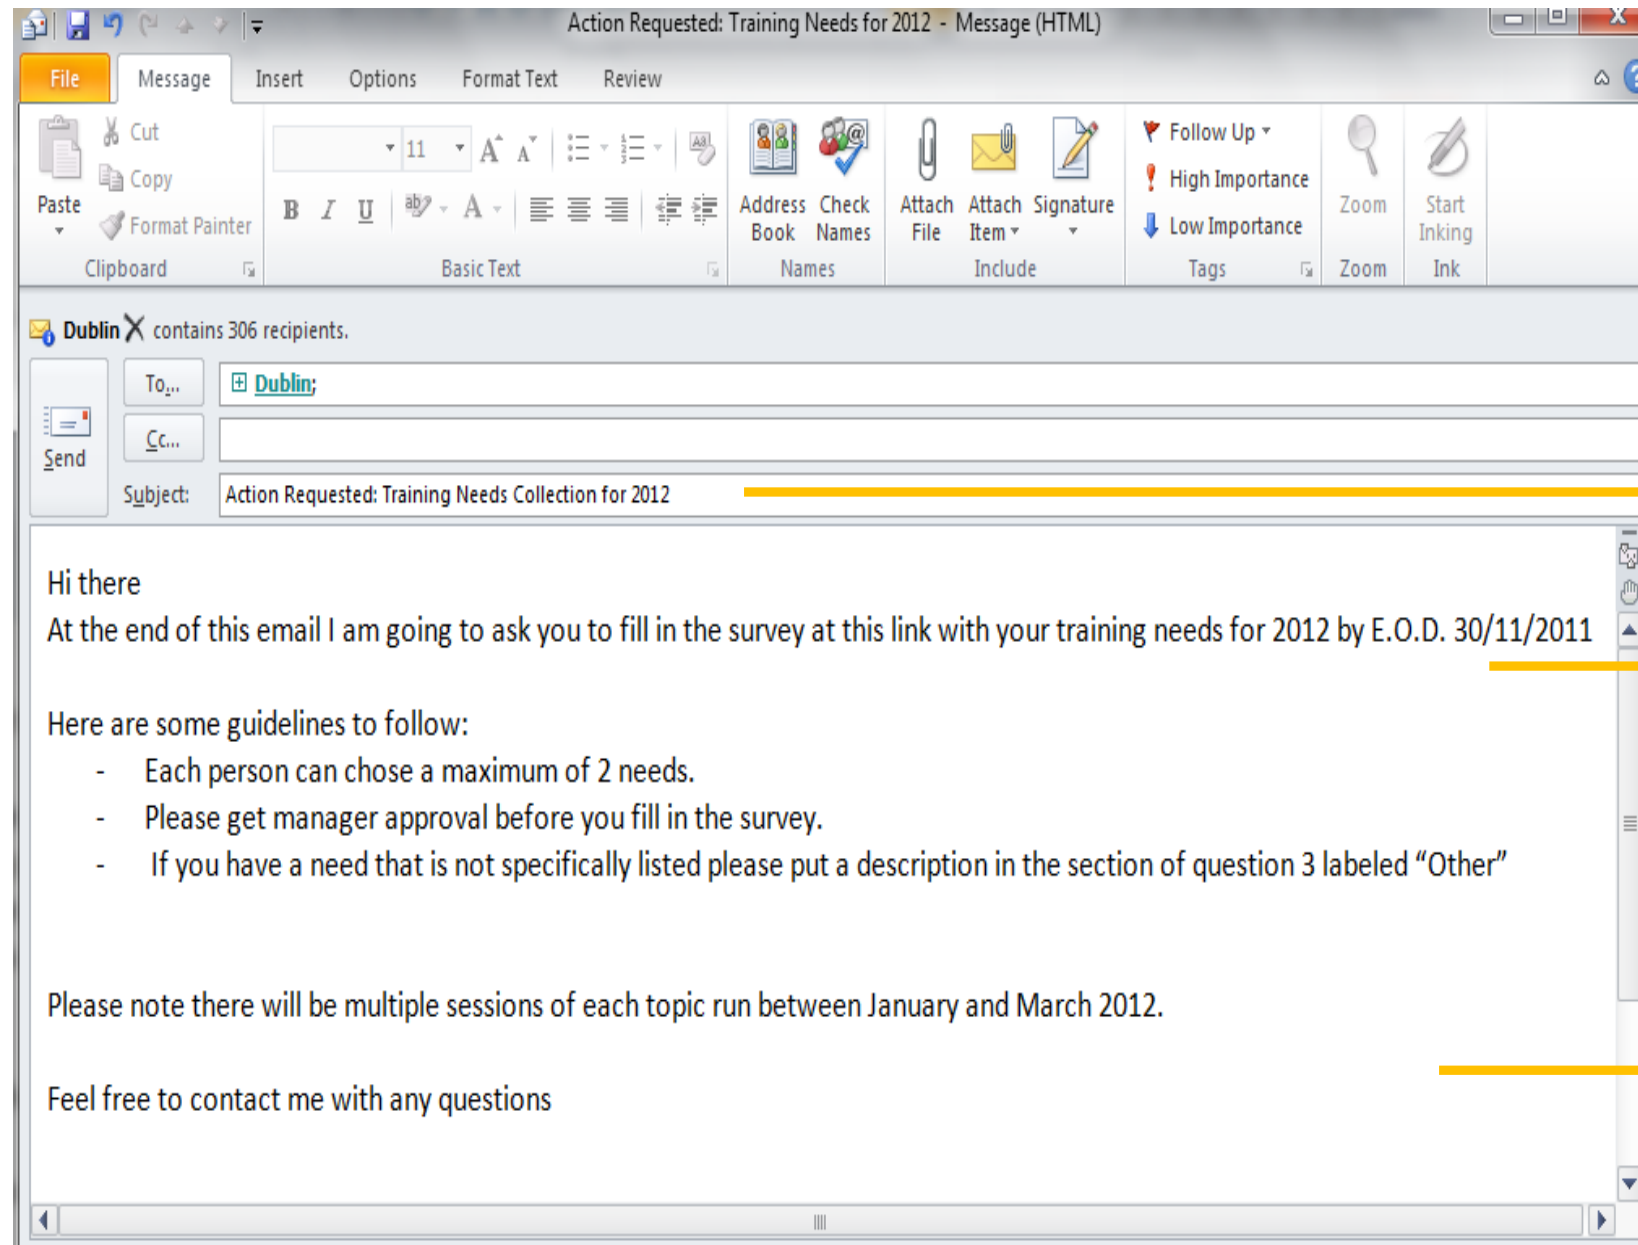 Action Requested: Training Needs for 2012 - Message (HTML)
File Message Insert Options Format Text Review
Cut
Copy
Paste
Format Painter
Clipboard
11
B I U
Basic Text
Address Book
Check Names
Names
Attach File
Attach Item
Signature
Include
Follow Up
High Importance
Low Importance
Tags
Zoom
Zoom
Start Inking
Ink
Dublin X contains 306 recipients.
Send
To...
Dublin;
Cc...
Subject: Action Requested: Training Needs Collection for 2012
Hi there
At the end of this email I am going to ask you to fill in the survey at this link with your training needs for 2012 by E.O.D. 30/11/2011
Here are some guidelines to follow:
- Each person can chose a maximum of 2 needs.
- Please get manager approval before you fill in the survey.
- If you have a need that is not specifically listed please put a description in the section of question 3 labeled “Other”
Please note there will be multiple sessions of each topic run between January and March 2012.
Feel free to contact me with any questions